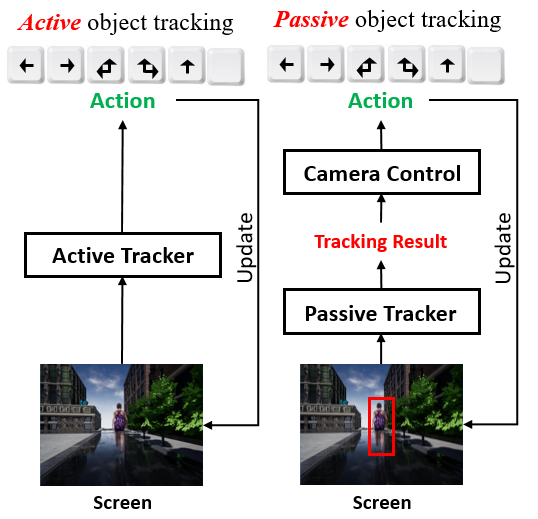 Active object tracking
Action
Active Tracker
Update
Screen
Passive object tracking
Action
Camera Control
Tracking Result
Passive Tracker
Update
Screen